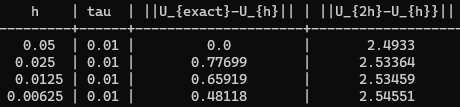 h | tau | ||U_{exact}-U_{h}|| | ||U_{2h}-U_{h}}||
---------+------+---------------------+-------------------
0.05 | 0.01 | 0.0 | 2.4933
0.025 | 0.01 | 0.77699 | 2.53364
0.0125 | 0.01 | 0.65919 | 2.53459
0.00625 | 0.01 | 0.48118 | 2.54551